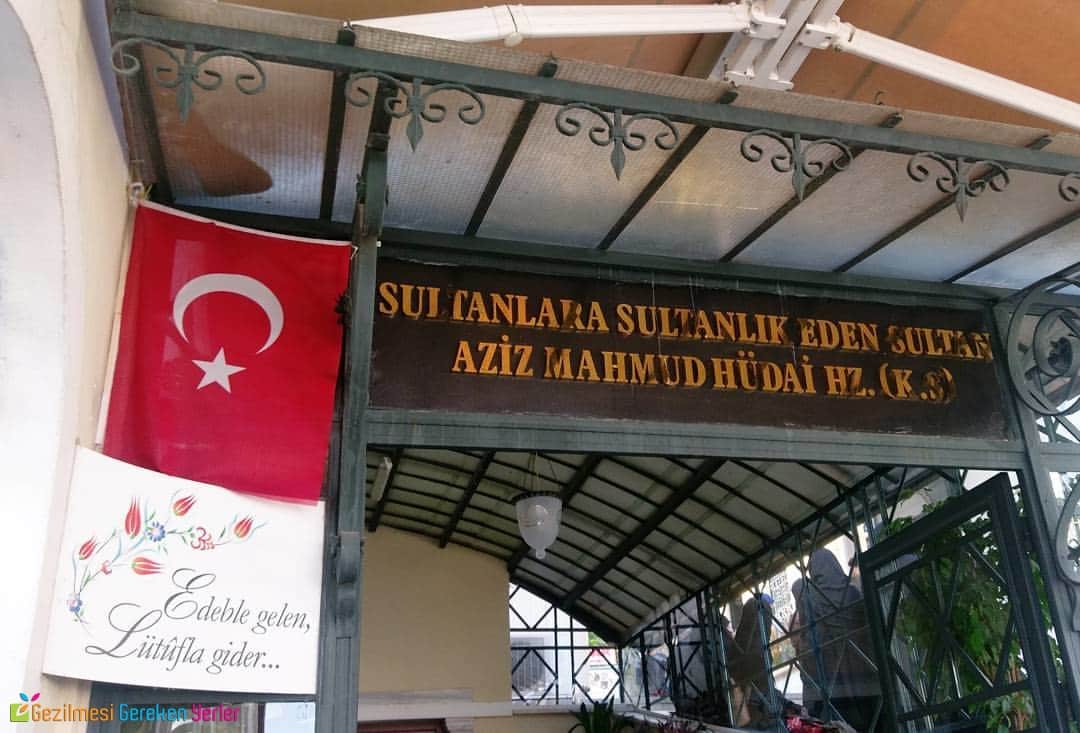 SULTANLARA SULTANLIK EDEN SULTAN
AZİZ MAHMUD HÜDAİ HZ. (K.S)
Edeble gelen,
Lütûfla gider...
Gezilmesi Gereken Yerler